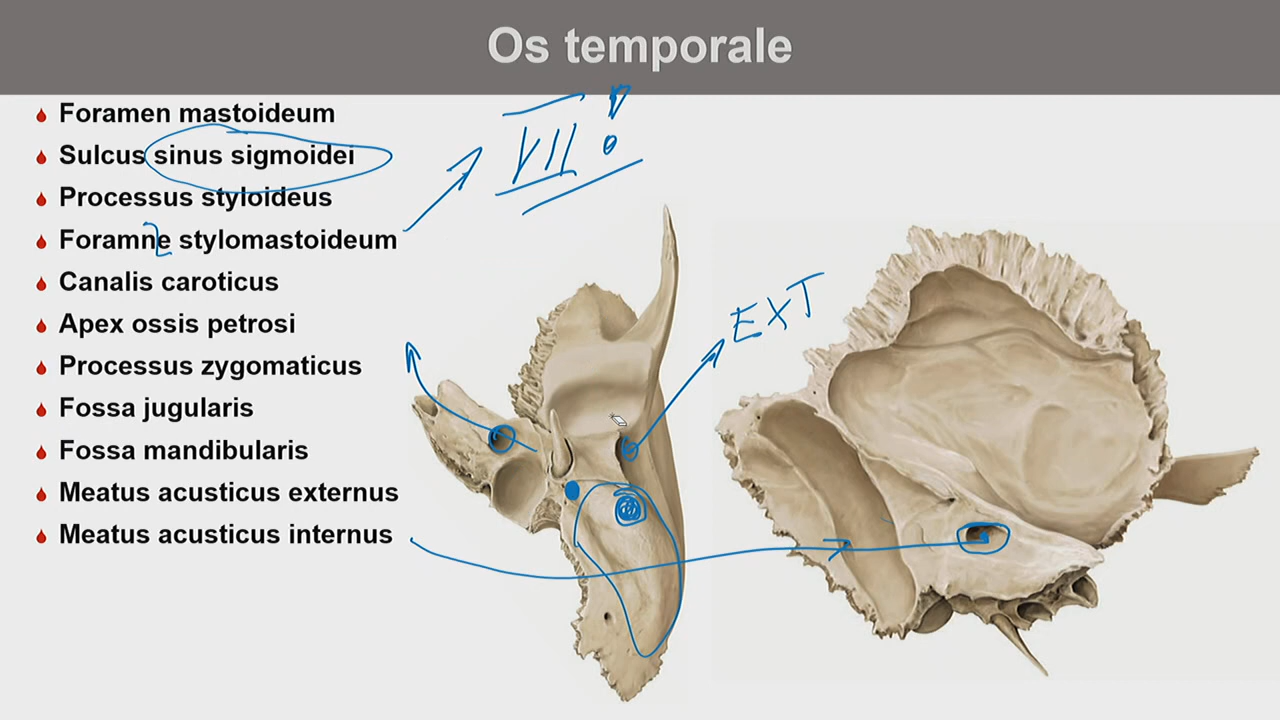 Os temporale
Foramen mastoideum
Sulcus sinus sigmoidei
Processus styloideus
Foramne stylomastoideum
Canalis caroticus
Apex ossis petrosi
Processus zygomaticus
Fossa jugularis
Fossa mandibularis
Meatus acusticus externus
Meatus acusticus internus
VII
EXT